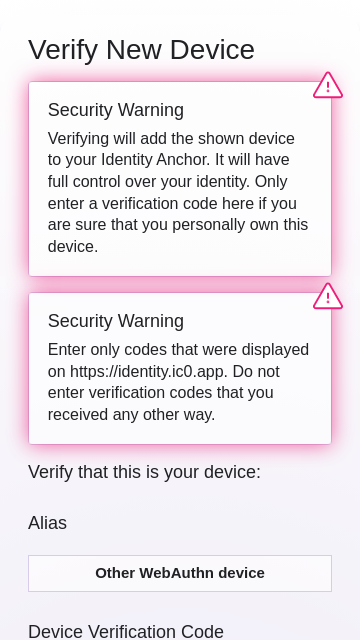 Verify New Device
Security Warning
Verifying will add the shown device
to your Identity Anchor. It will have
full control over your identity. Only
enter a verification code here if you
are sure that you personally own this
device.
Security Warning
Enter only codes that were displayed
on https://identity.ic0.app. Do not
enter verification codes that you
received any other way.
Verify that this is your device:
Alias
Other WebAuthn device
Device Verification Code